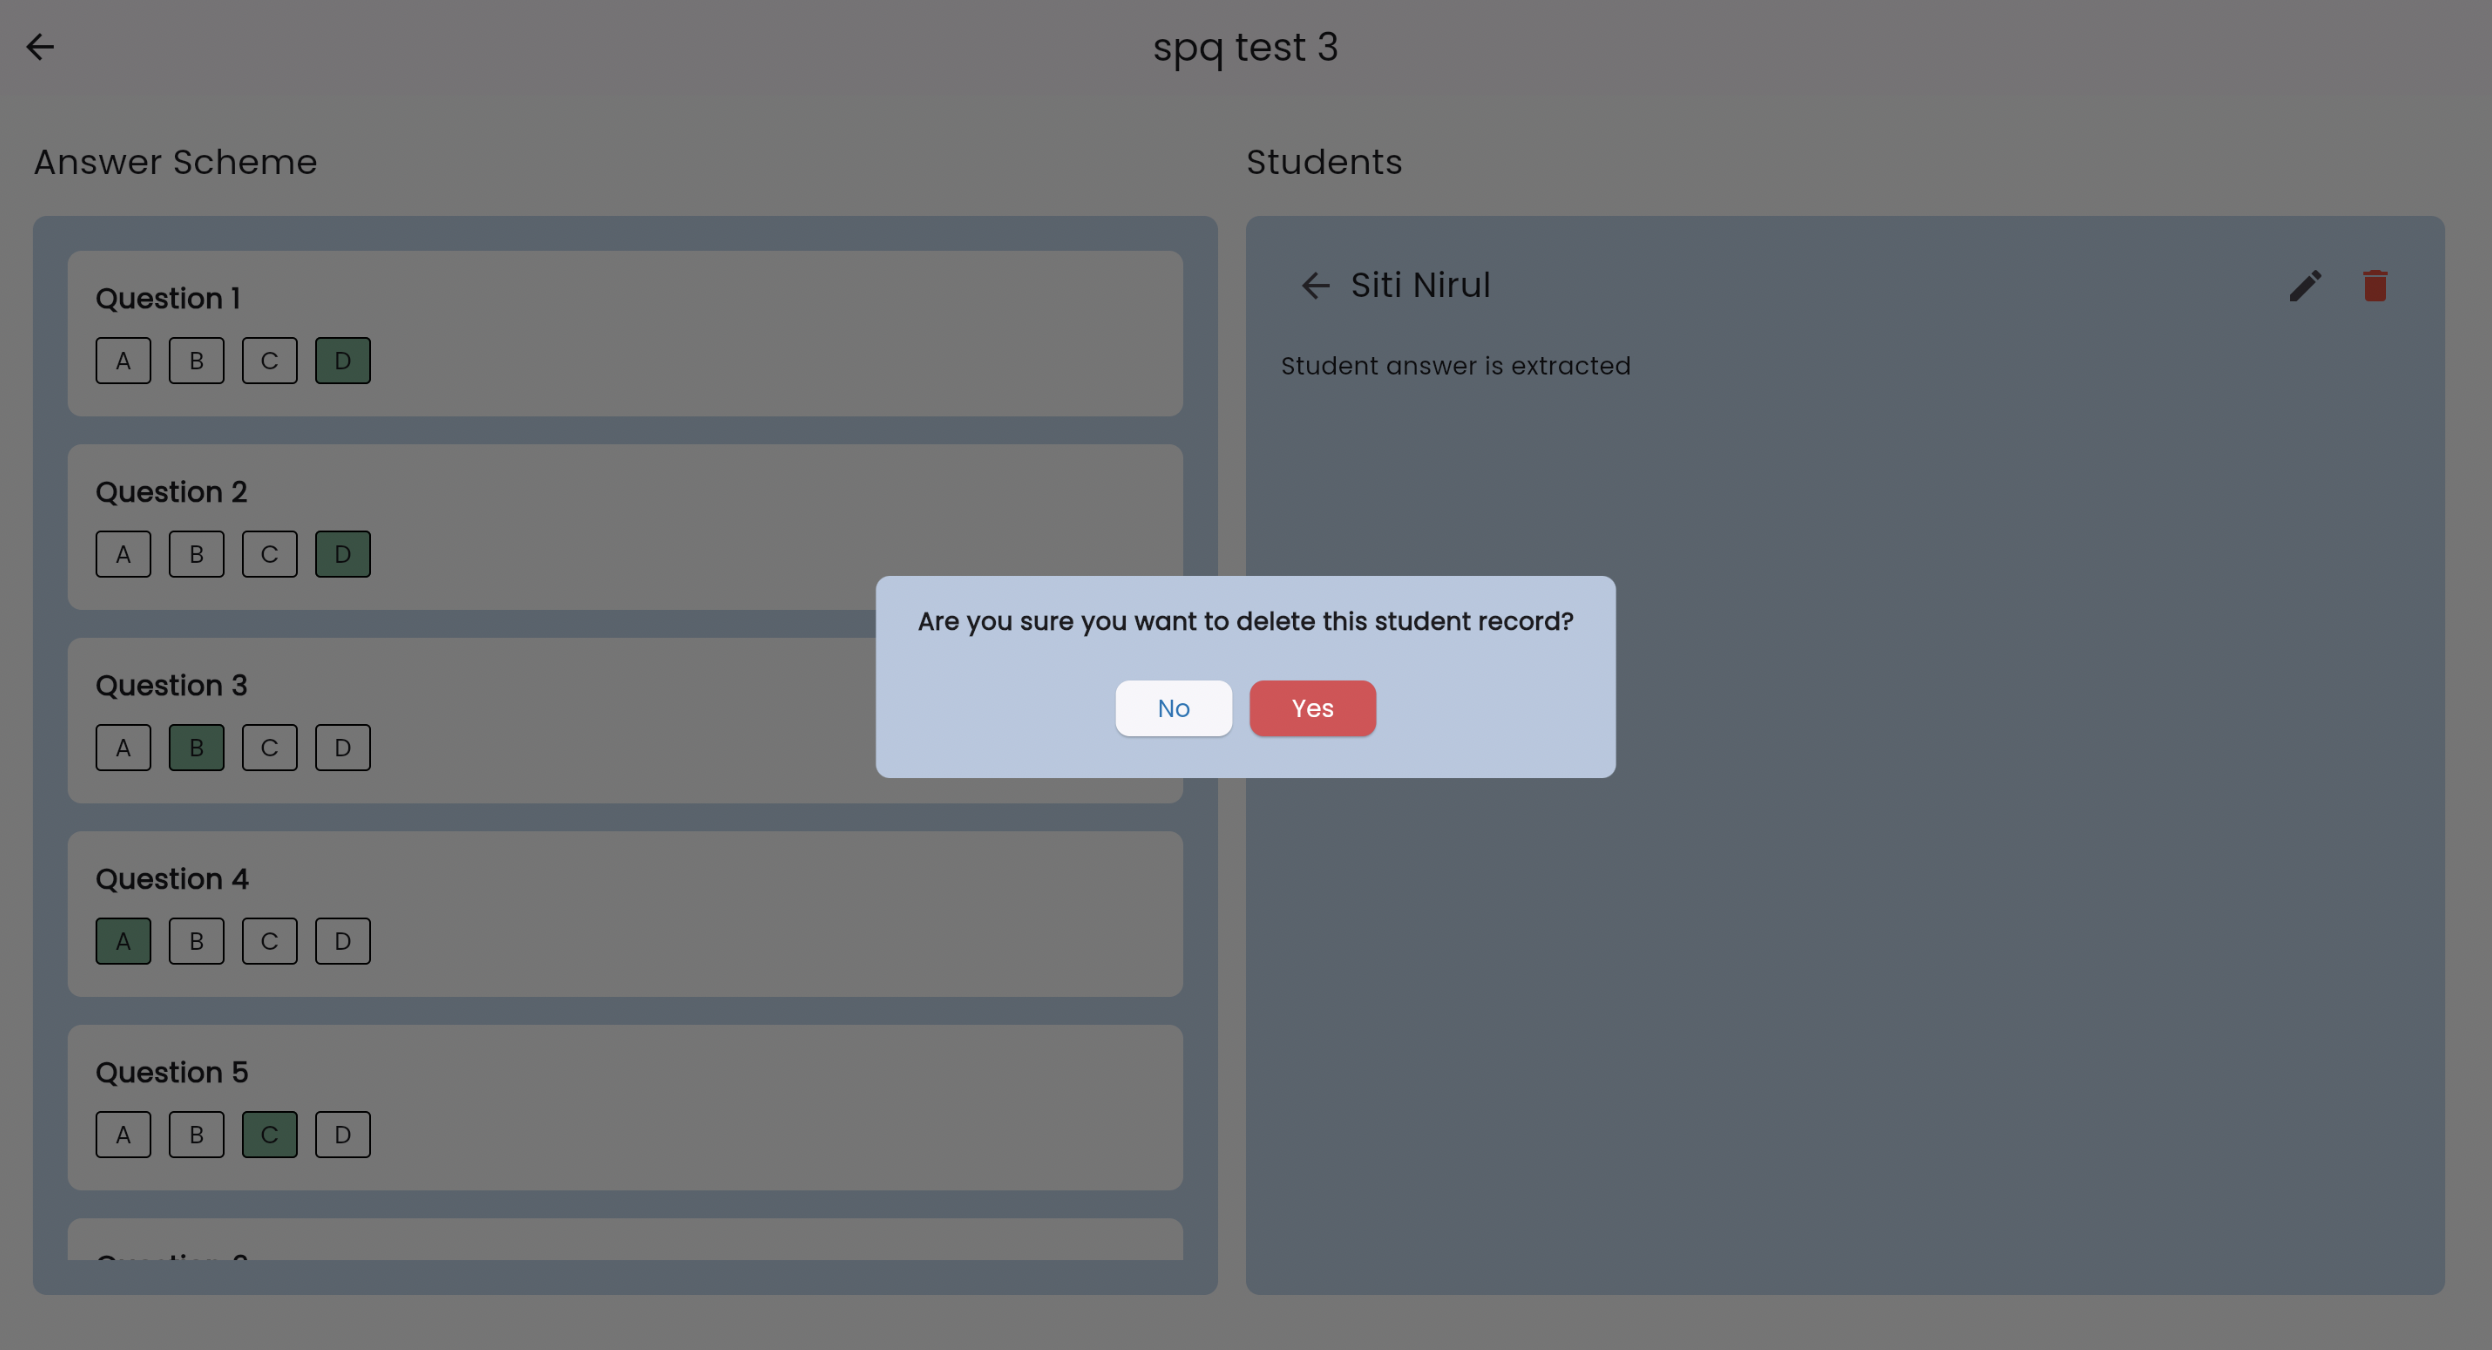 spq test 3
Answer Scheme
Question 1
A B C D
Question 2
A B C D
Question 3
A B C D
Question 4
A B C D
Question 5
A B C D
Students
Siti Nirul
Student answer is extracted
Are you sure you want to delete this student record?
No Yes